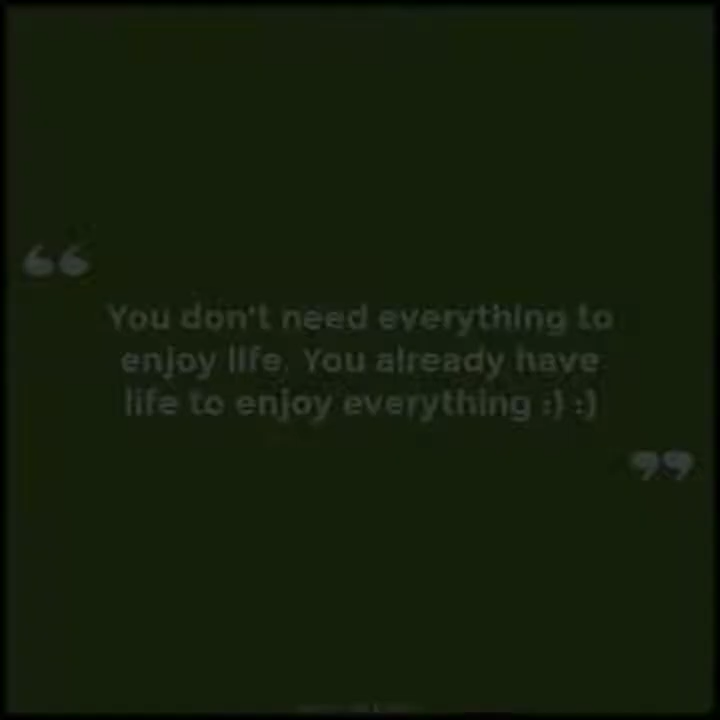 “
You don't need everything to
enjoy life. You already have
life to enjoy everything :) :)
”